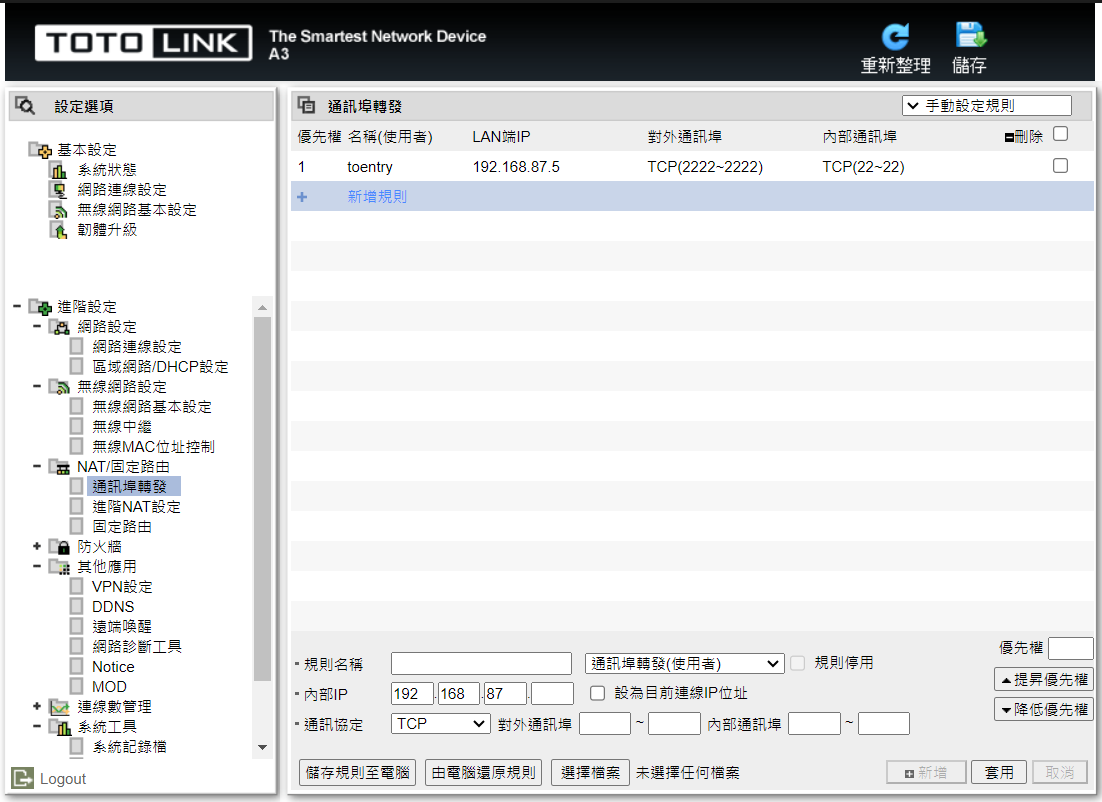 TOTO LINK The Smartest Network Device
A3
重新整理 儲存
設定選項
基本設定
系統狀態
網路連線設定
無線網路基本設定
韌體升級
進階設定
網路設定
網路連線設定
區域網路/DHCP設定
無線網路設定
無線網路基本設定
無線中繼
無線MAC位址控制
NAT/固定路由
通訊埠轉發
進階NAT設定
固定路由
防火牆
其他應用
VPN設定
DDNS
遠端喚醒
網路診斷工具
Notice
MOD
連線數管理
系統工具
系統記錄檔
Logout
通訊埠轉發 手動設定規則
優先權 名稱(使用者) LAN端IP 對外通訊埠 內部通訊埠 刪除
1 toentry 192.168.87.5 TCP(2222~2222) TCP(22~22)
+ 新增規則
優先權
規則名稱 通訊埠轉發(使用者) 規則停用
提昇優先權
內部IP 192 . 168 . 87 . 設為目前連線IP位址
降低優先權
通訊協定 TCP 對外通訊埠 ~ 內部通訊埠 ~
儲存規則至電腦 由電腦還原規則 選擇檔案 未選擇任何檔案 新增 套用 取消